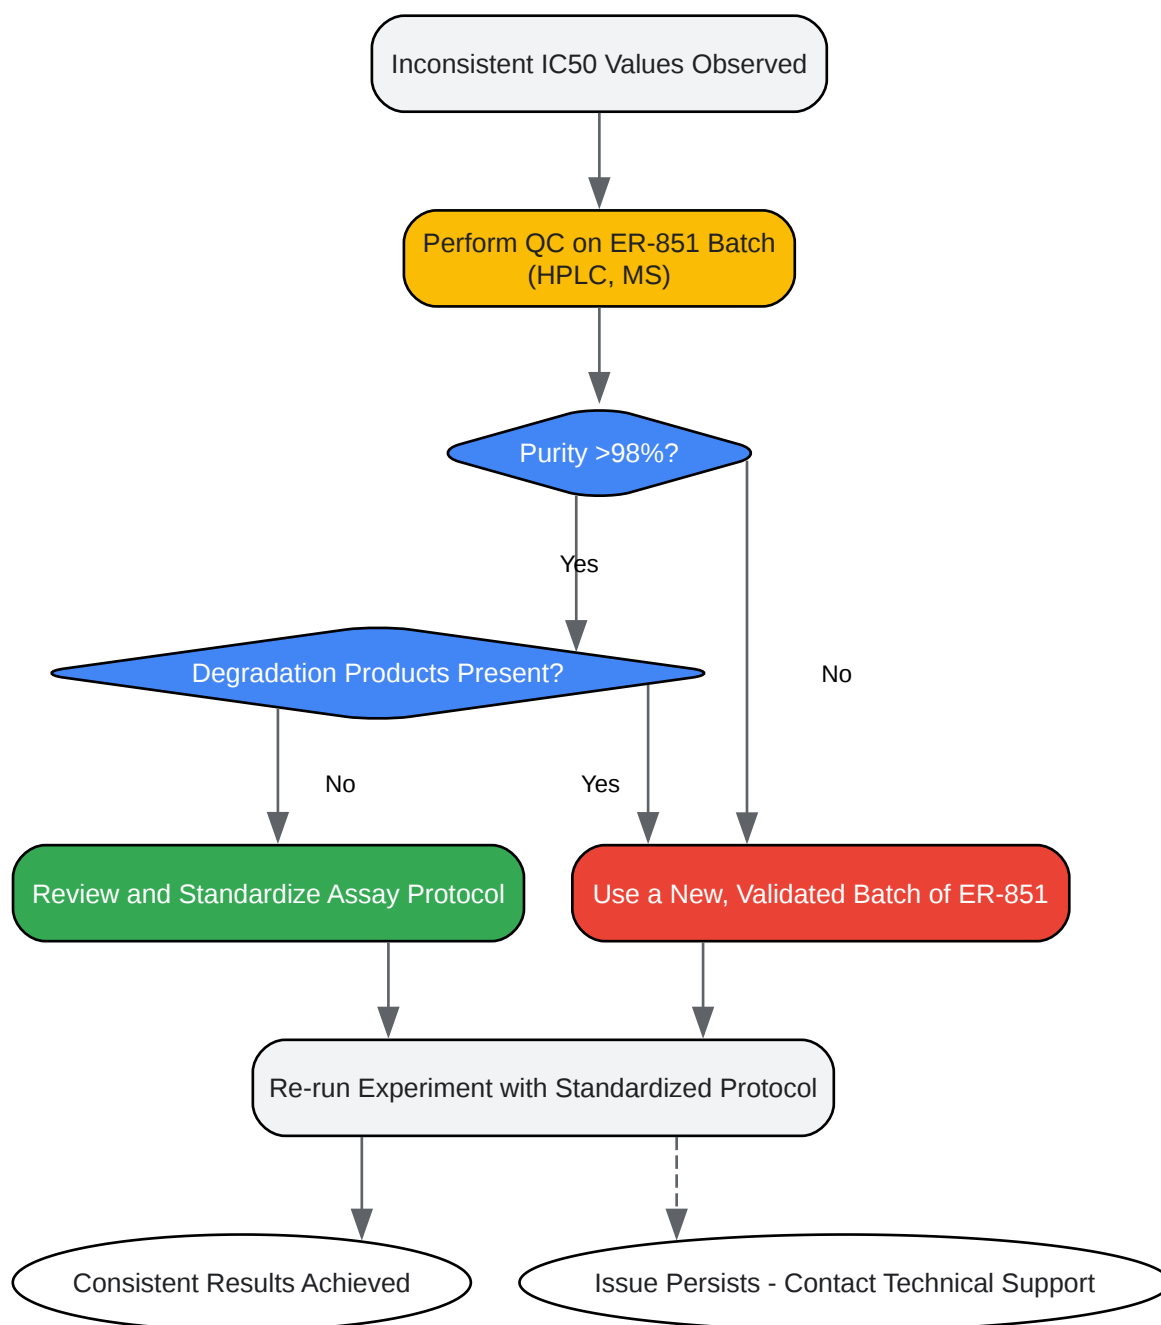 Inconsistent IC50 Values Observed
Perform QC on ER-851 Batch
(HPLC, MS)
Purity >98%?
Yes
Degradation Products Present?
No
No
Yes
Review and Standardize Assay Protocol
Use a New, Validated Batch of ER-851
Re-run Experiment with Standardized Protocol
Consistent Results Achieved
Issue Persists - Contact Technical Support